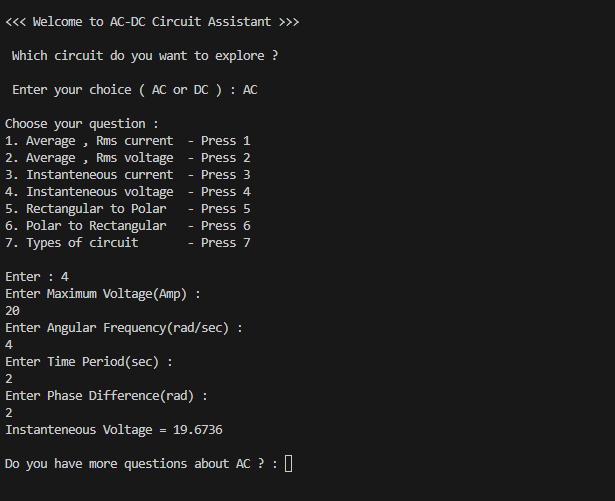 <<< Welcome to AC-DC Circuit Assistant >>>
Which circuit do you want to explore ?
Enter your choice ( AC or DC ) : AC
Choose your question :
1. Average , Rms current  - Press 1
2. Average , Rms voltage  - Press 2
3. Instanteneous current  - Press 3
4. Instanteneous voltage  - Press 4
5. Rectangular to Polar   - Press 5
6. Polar to Rectangular   - Press 6
7. Types of circuit       - Press 7
Enter : 4
Enter Maximum Voltage(Amp) :
20
Enter Angular Frequency(rad/sec) :
4
Enter Time Period(sec) :
2
Enter Phase Difference(rad) :
2
Instanteneous Voltage = 19.6736
Do you have more questions about AC ? :